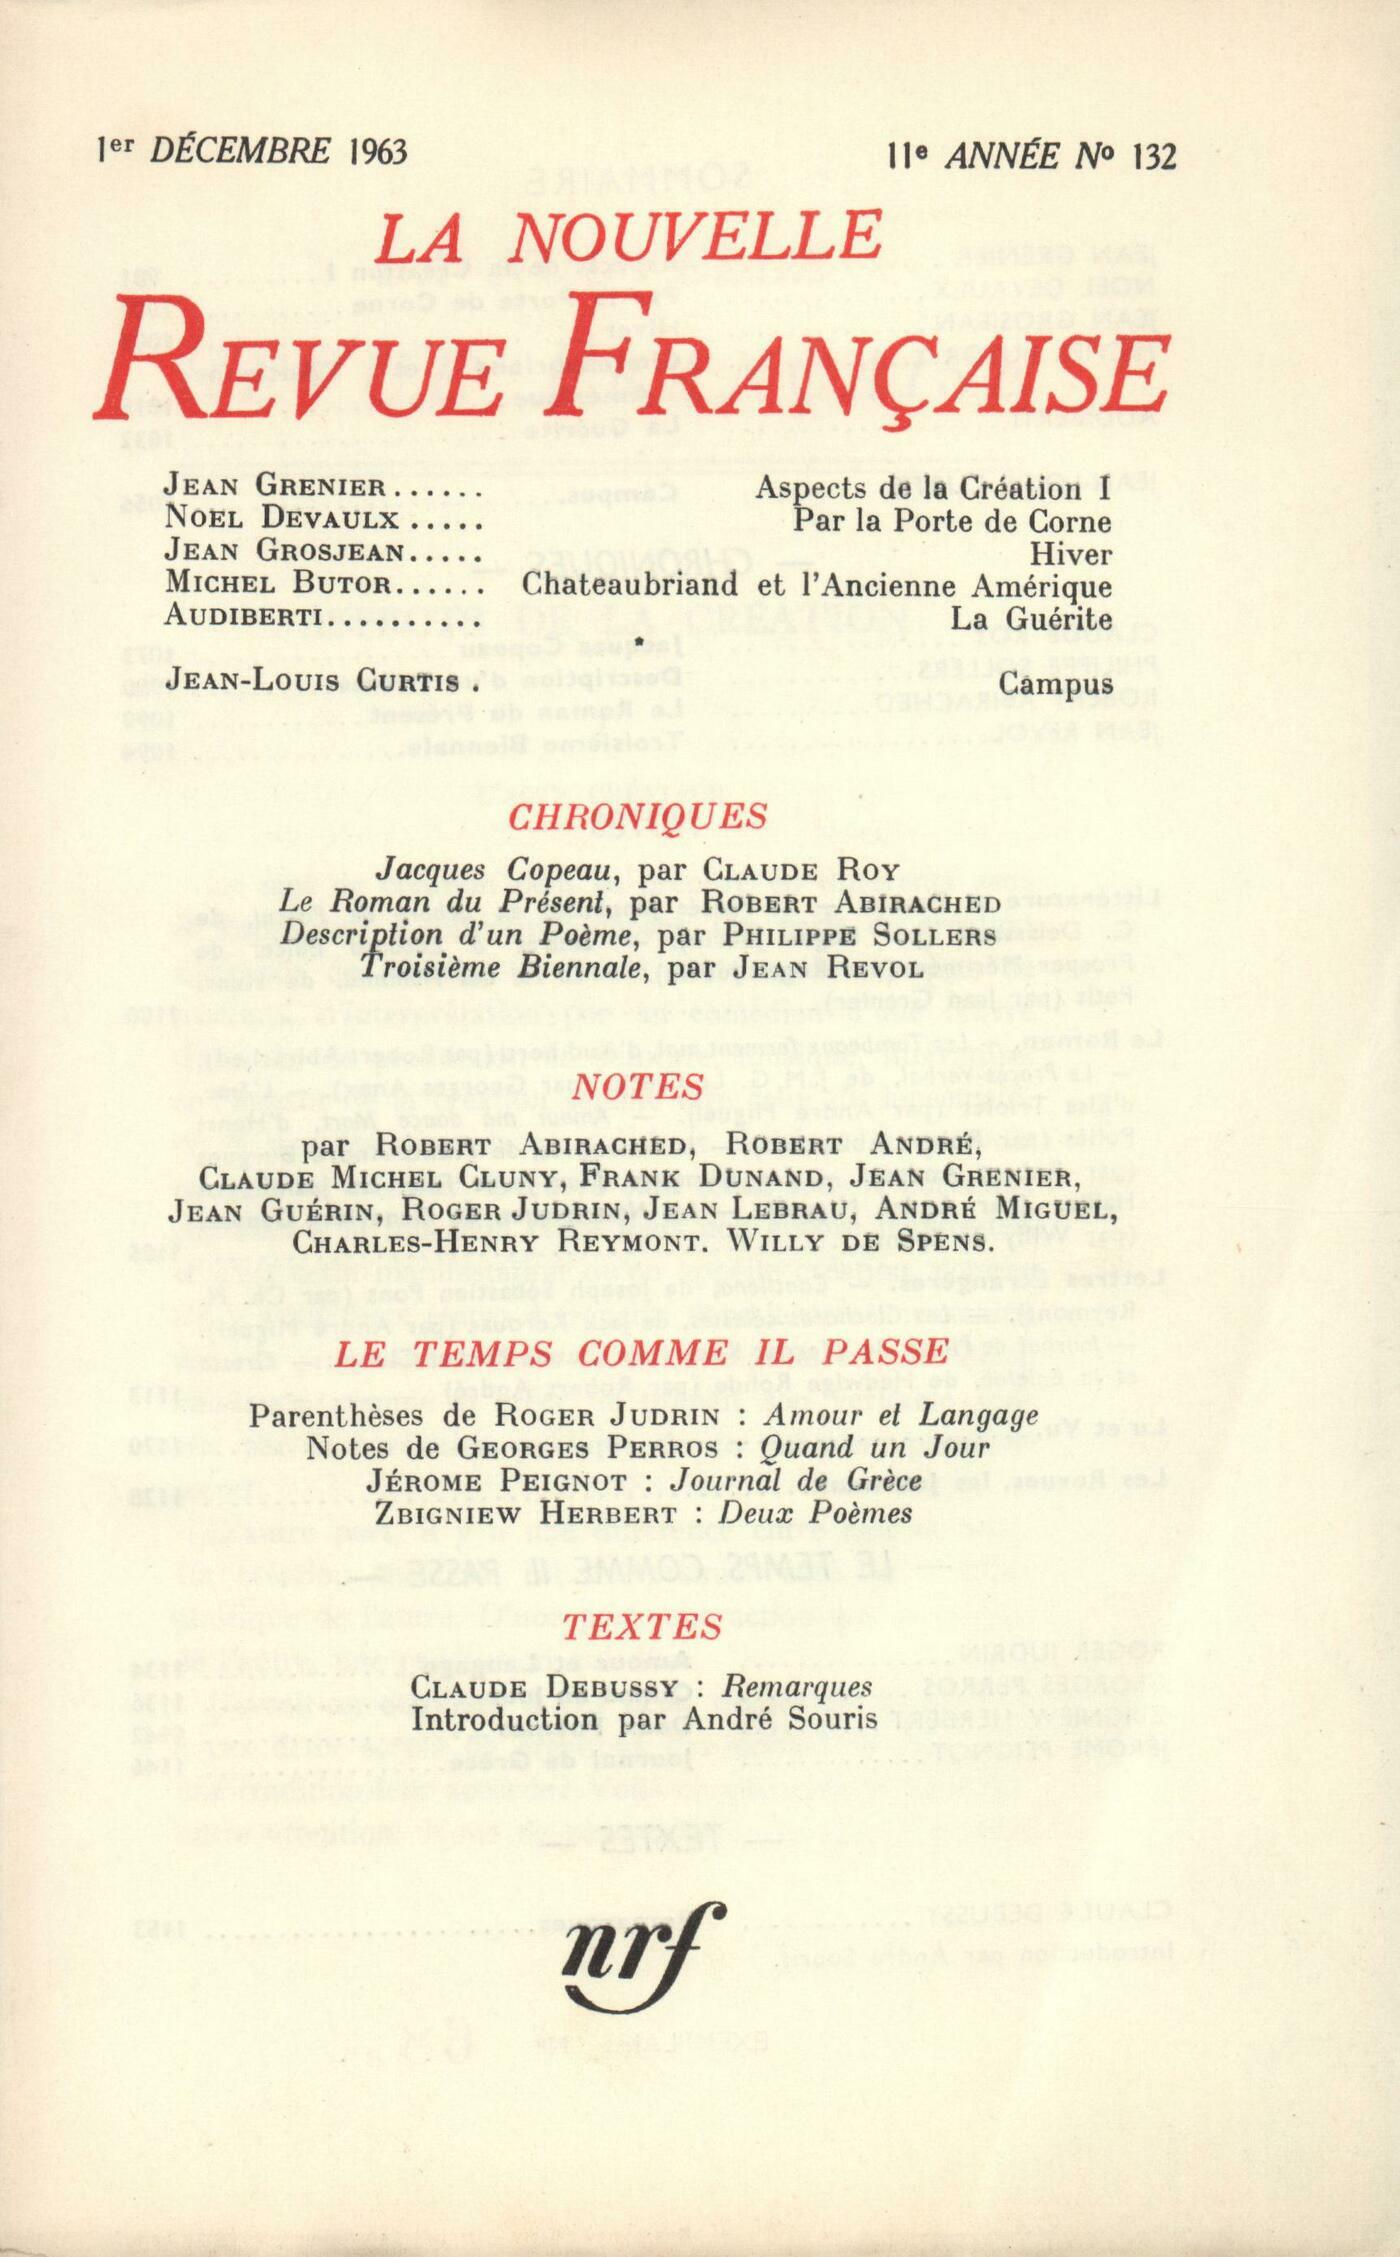 1er DÉCEMBRE 1963
11e ANNÉE No 132
LA NOUVELLE
REVUE FRANÇAISE
JEAN GRENIER...... Aspects de la Création I
NOEL DEVAULX..... Par la Porte de Corne
JEAN GROSJEAN..... Hiver
MICHEL BUTOR...... Chateaubriand et l'Ancienne Amérique
AUDIBERTI.......... La Guérite
*
JEAN-LOUIS CURTIS . Campus
CHRONIQUES
Jacques Copeau, par CLAUDE ROY
Le Roman du Présent, par ROBERT ABIRACHED
Description d'un Poème, par PHILIPPE SOLLERS
Troisième Biennale, par JEAN REVOL
NOTES
par ROBERT ABIRACHED, ROBERT ANDRÉ,
CLAUDE MICHEL CLUNY, FRANK DUNAND, JEAN GRENIER,
JEAN GUÉRIN, ROGER JUDRIN, JEAN LEBRAU, ANDRÉ MIGUEL,
CHARLES-HENRY REYMONT. WILLY DE SPENS.
LE TEMPS COMME IL PASSE
Parenthèses de ROGER JUDRIN : Amour et Langage
Notes de GEORGES PERROS : Quand un Jour
JÉROME PEIGNOT : Journal de Grèce
ZBIGNIEW HERBERT : Deux Poèmes
TEXTES
CLAUDE DEBUSSY : Remarques
Introduction par André Souris
nrf